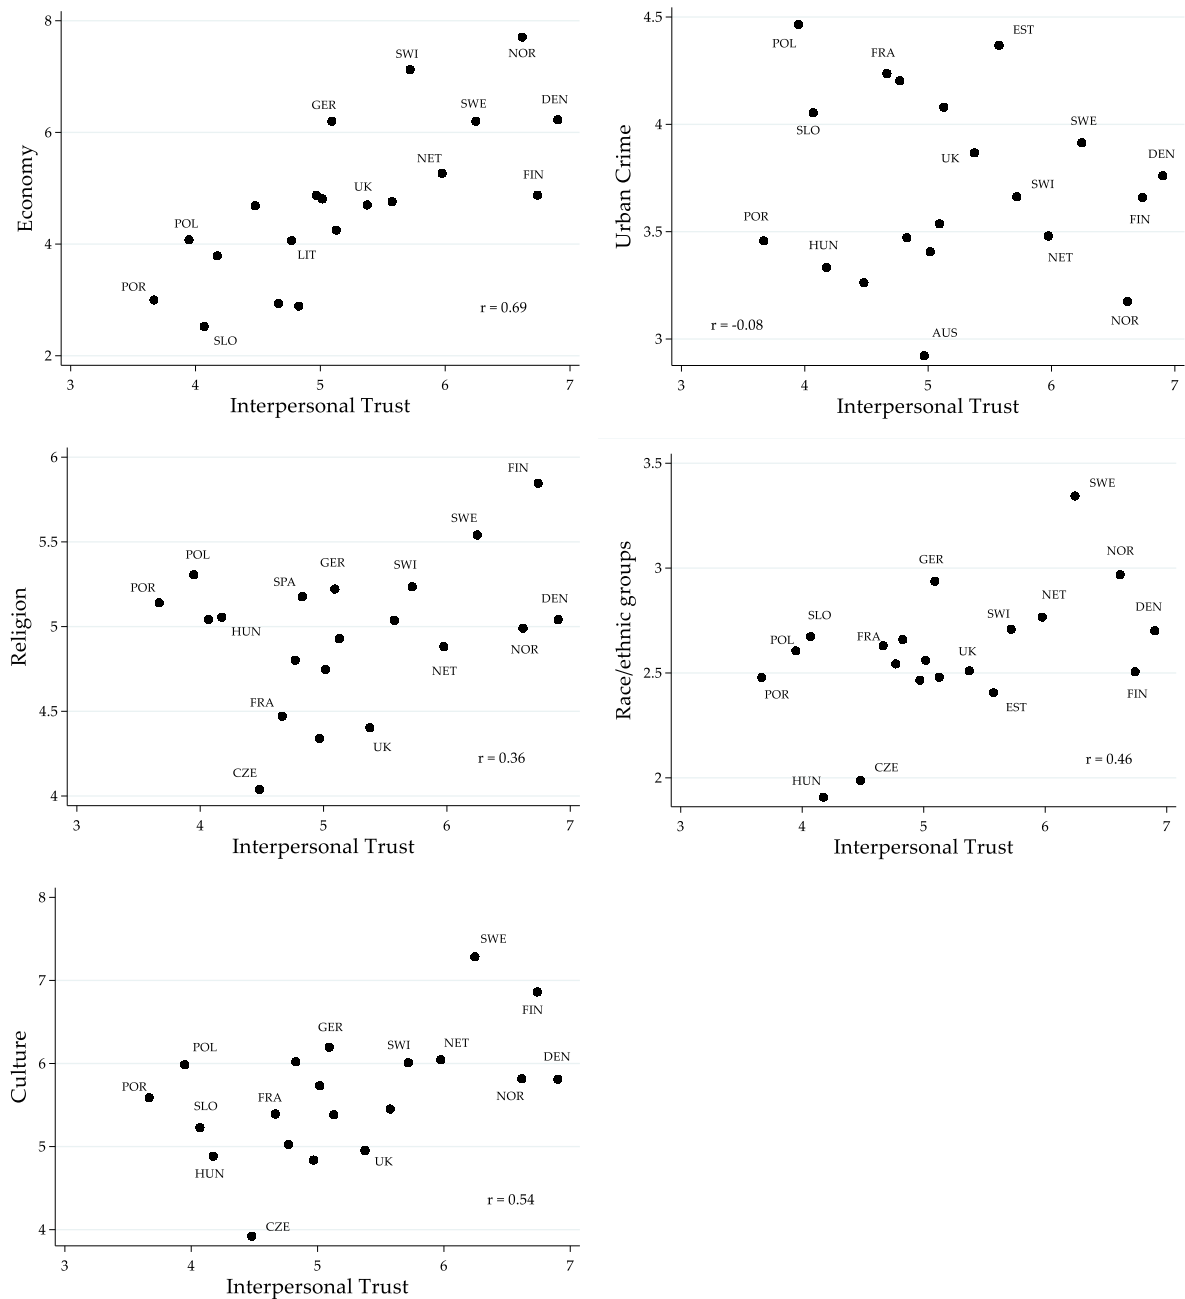 8
6
4
2
Economy
NOR
SWI
DEN
GER
SWE
NET
FIN
UK
POL
LIT
POR
SLO
r = 0.69
3 4 5 6 7
Interpersonal Trust
4.5
4
3.5
3
Urban Crime
EST
POL
FRA
SLO
SWE
UK
DEN
SWI
POR
FIN
HUN
NET
NOR
r = -0.08
AUS
3 4 5 6 7
Interpersonal Trust
6
5.5
5
4.5
4
Religion
FIN
SWE
POL
GER
SWI
SPA
POR
DEN
HUN
NOR
NET
FRA
UK
r = 0.36
CZE
3 4 5 6 7
Interpersonal Trust
3.5
3
2.5
2
Race/ethnic groups
SWE
NOR
GER
NET
DEN
SLO
SWI
FRA
POL
UK
POR
FIN
EST
r = 0.46
CZE
HUN
3 4 5 6 7
Interpersonal Trust
8
7
6
5
4
Culture
SWE
FIN
GER
POL
SWI
NET
DEN
POR
FRA
NOR
SLO
UK
HUN
r = 0.54
CZE
3 4 5 6 7
Interpersonal Trust